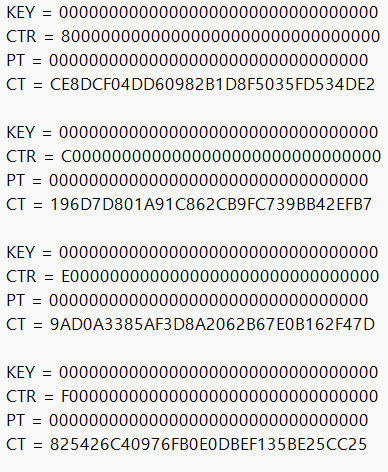 KEY = 00000000000000000000000000000000
CTR = 80000000000000000000000000000000
PT = 00000000000000000000000000000000
CT = CE8DCF04DD60982B1D8F5035FD534DE2
KEY = 00000000000000000000000000000000
CTR = C0000000000000000000000000000000
PT = 00000000000000000000000000000000
CT = 196D7D801A91C862CB9FC739BB42EFB7
KEY = 00000000000000000000000000000000
CTR = E0000000000000000000000000000000
PT = 00000000000000000000000000000000
CT = 9AD0A3385AF3D8A2062B67E0B162F47D
KEY = 00000000000000000000000000000000
CTR = F0000000000000000000000000000000
PT = 00000000000000000000000000000000
CT = 825426C40976FB0E0DBEF135BE25CC25